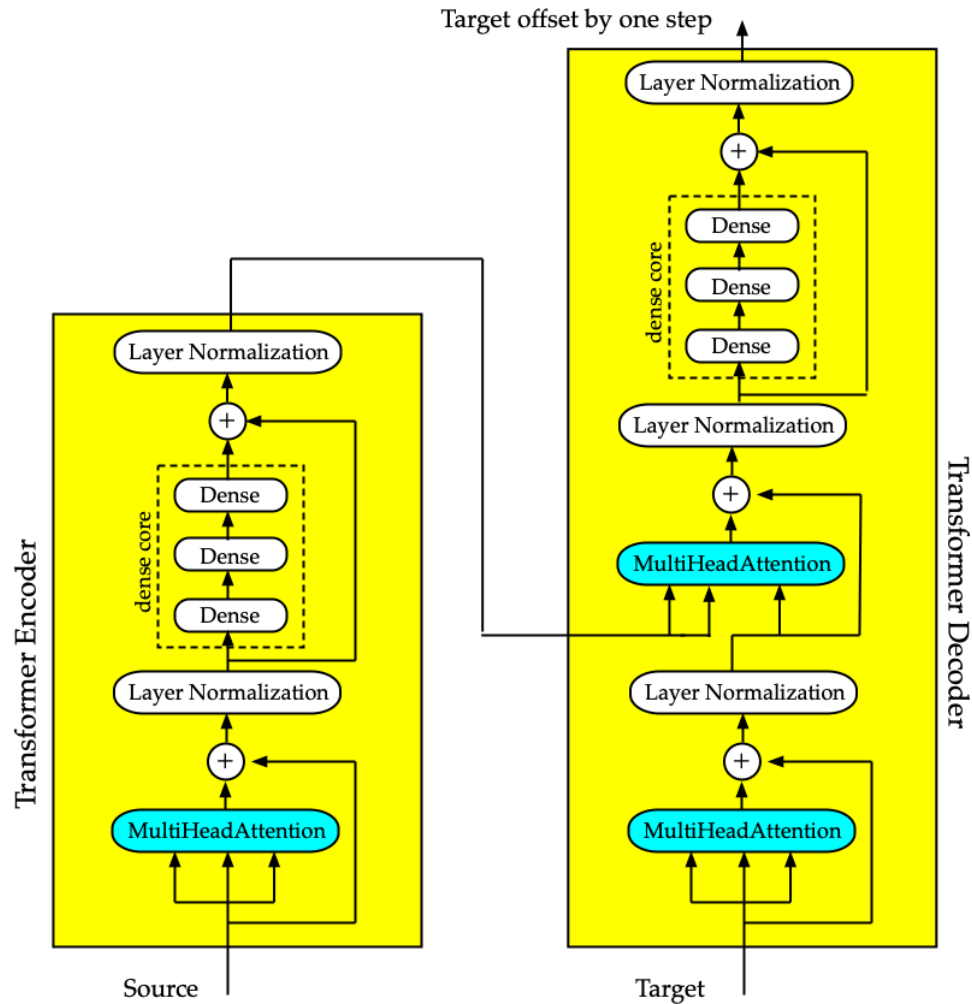 Target offset by one step
Layer Normalization
+
Dense
Dense
Dense
dense core
Layer Normalization
+
MultiHeadAttention
Layer Normalization
+
MultiHeadAttention
Target
Transformer Decoder
Layer Normalization
+
Dense
Dense
Dense
dense core
Layer Normalization
+
MultiHeadAttention
Source
Transformer Encoder